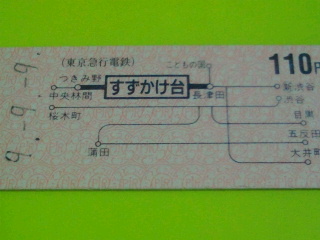 9.-9.-9
(東京急行電鉄)
こどもの国
110円
つきみ野
すずかけ台
中央林間
長津田
新渋谷
渋谷
桜木町
目黒
五反田
蒲田
大井町